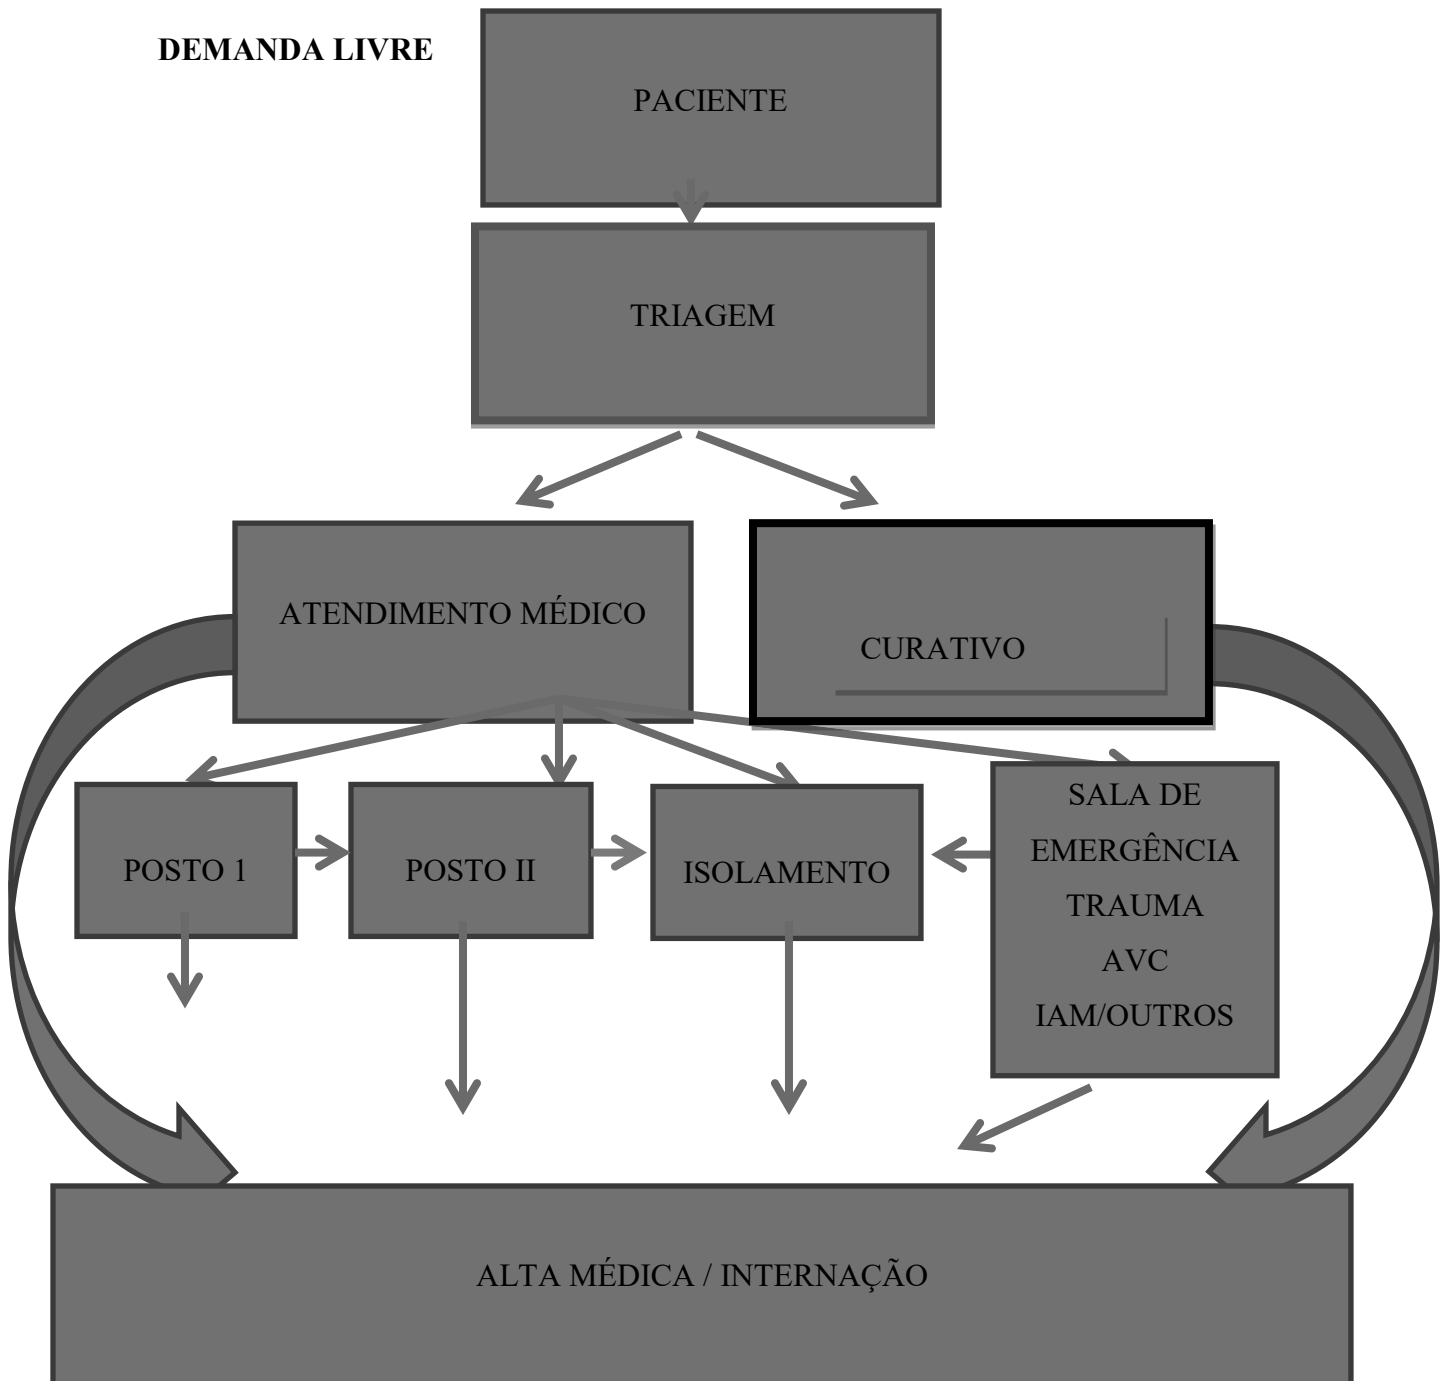 DEMANDA LIVRE
PACIENTE
TRIAGEM
ATENDIMENTO MÉDICO
CURATIVO
POSTO 1
POSTO II
ISOLAMENTO
SALA DE
EMERGÊNCIA
TRAUMA
AVC
IAM/OUTROS
ALTA MÉDICA / INTERNAÇÃO